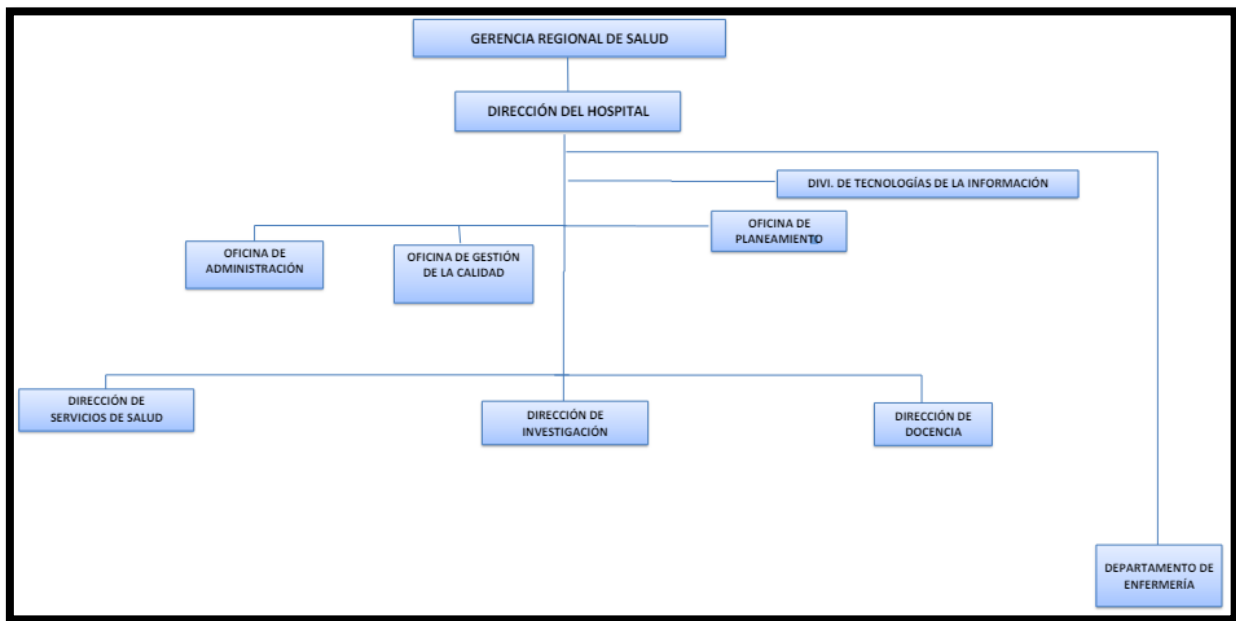 GERENCIA REGIONAL DE SALUD
DIRECCIÓN DEL HOSPITAL
DIVI. DE TECNOLOGÍAS DE LA INFORMACIÓN
OFICINA DE
PLANEAMIENTO
OFICINA DE
ADMINISTRACIÓN
OFICINA DE GESTIÓN
DE LA CALIDAD
DIRECCIÓN DE
SERVICIOS DE SALUD
DIRECCIÓN DE
INVESTIGACIÓN
DIRECCIÓN DE
DOCENCIA
DEPARTAMENTO DE
ENFERMERÍA